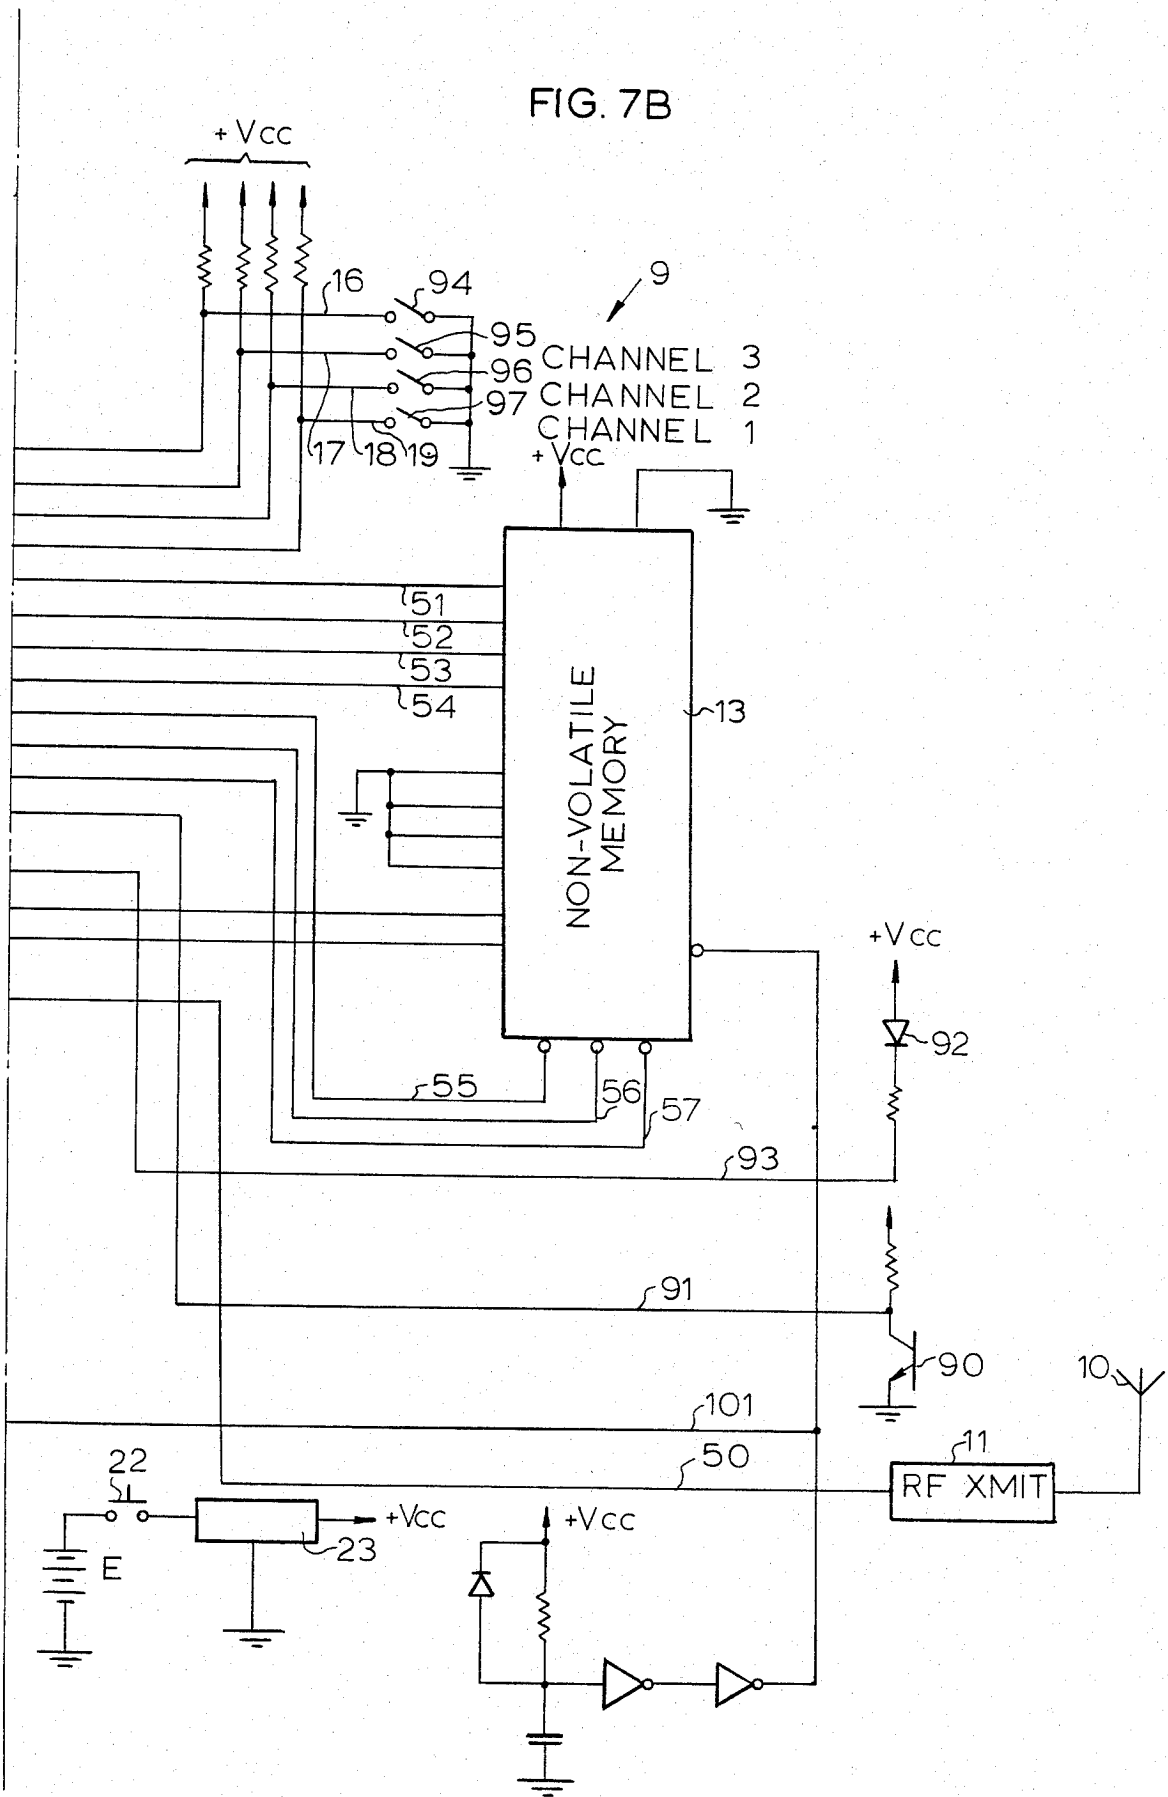 FIG. 7B
+Vcc
16
94
9
95
CHANNEL 3
96
CHANNEL 2
97
CHANNEL 1
17
18
19
+Vcc
51
52
53
54
NON-VOLATILE
MEMORY
13
+Vcc
92
55
56
57
93
91
90
10
101
50
11
RF XMIT
22
+Vcc
23
E
+Vcc